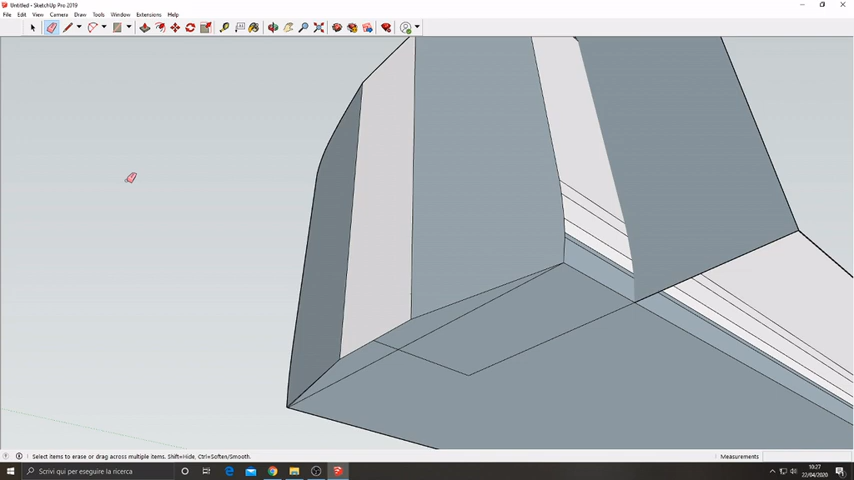 Untitled - SketchUp Pro 2019
File Edit Camera Draw Tools Window Extensions Help
Select items to erase or drag across multiple items. Shift=Hide, Ctrl=Soften/Smooth.
Measurements
Scrivi qui per eseguire la ricerca
10:27
22/04/2020